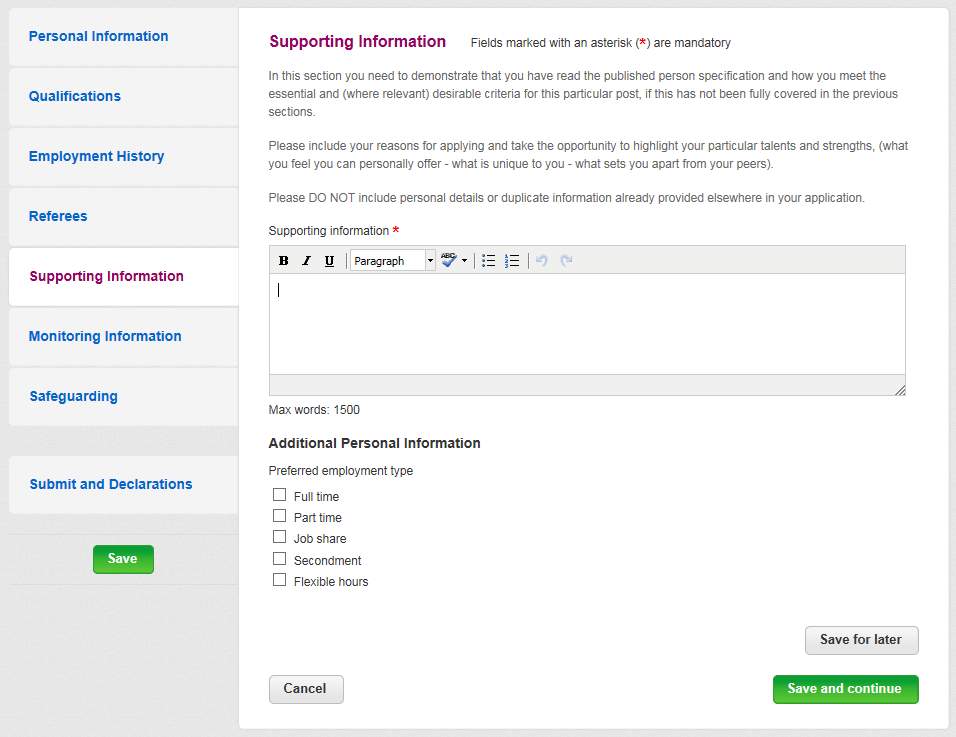 Personal Information
Qualifications
Employment History
Referees
Supporting Information
Monitoring Information
Safeguarding
Submit and Declarations
Save
Supporting Information Fields marked with an asterisk (*) are mandatory
In this section you need to demonstrate that you have read the published person specification and how you meet the
essential and (where relevant) desirable criteria for this particular post, if this has not been fully covered in the previous
sections.
Please include your reasons for applying and take the opportunity to highlight your particular talents and strengths, (what
you feel you can personally offer - what is unique to you - what sets you apart from your peers).
Please DO NOT include personal details or duplicate information already provided elsewhere in your application.
Supporting information *
B I U Paragraph ABC
Max words: 1500
Additional Personal Information
Preferred employment type
Full time
Part time
Job share
Secondment
Flexible hours
Save for later
Cancel Save and continue